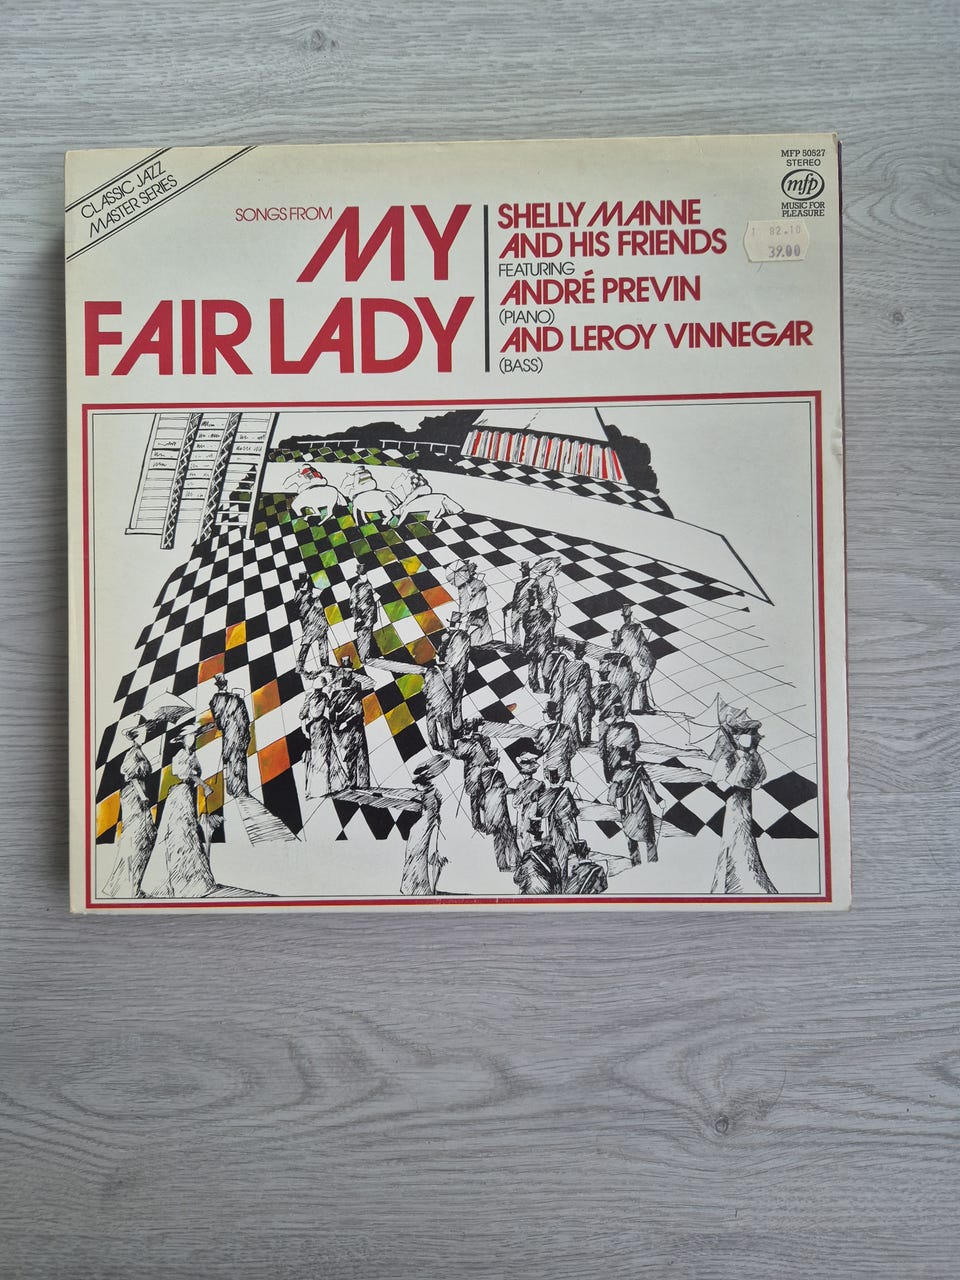 CLASSIC JAZZ
MASTER SERIES
SONGS FROM MY
FAIR LADY
SHELLY MANNE
AND HIS FRIENDS
FEATURING
ANDRÉ PREVIN
(PIANO)
AND LEROY VINNEGAR
(BASS)
MFP 50527
STEREO
mfp
MUSIC FOR
PLEASURE
1 82.10
39.00